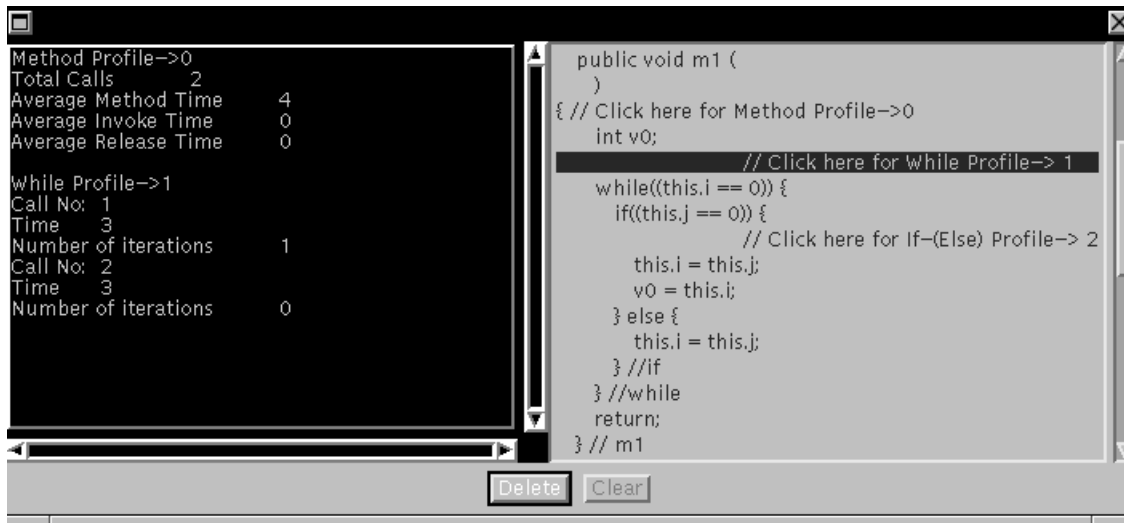 Method Profile->0
Total Calls 2
Average Method Time 4
Average Invoke Time 0
Average Release Time 0
While Profile->1
Call No: 1
Time 3
Number of iterations 1
Call No: 2
Time 3
Number of iterations 0
public void m1 (
)
{ // Click here for Method Profile->0
int v0;
// Click here for While Profile-> 1
while((this.i == 0)) {
if((this.j == 0)) {
// Click here for If-(Else) Profile-> 2
this.i = this.j;
v0 = this.i;
} else {
this.i = this.j;
} //if
} //while
return;
} // m1
Delete Clear